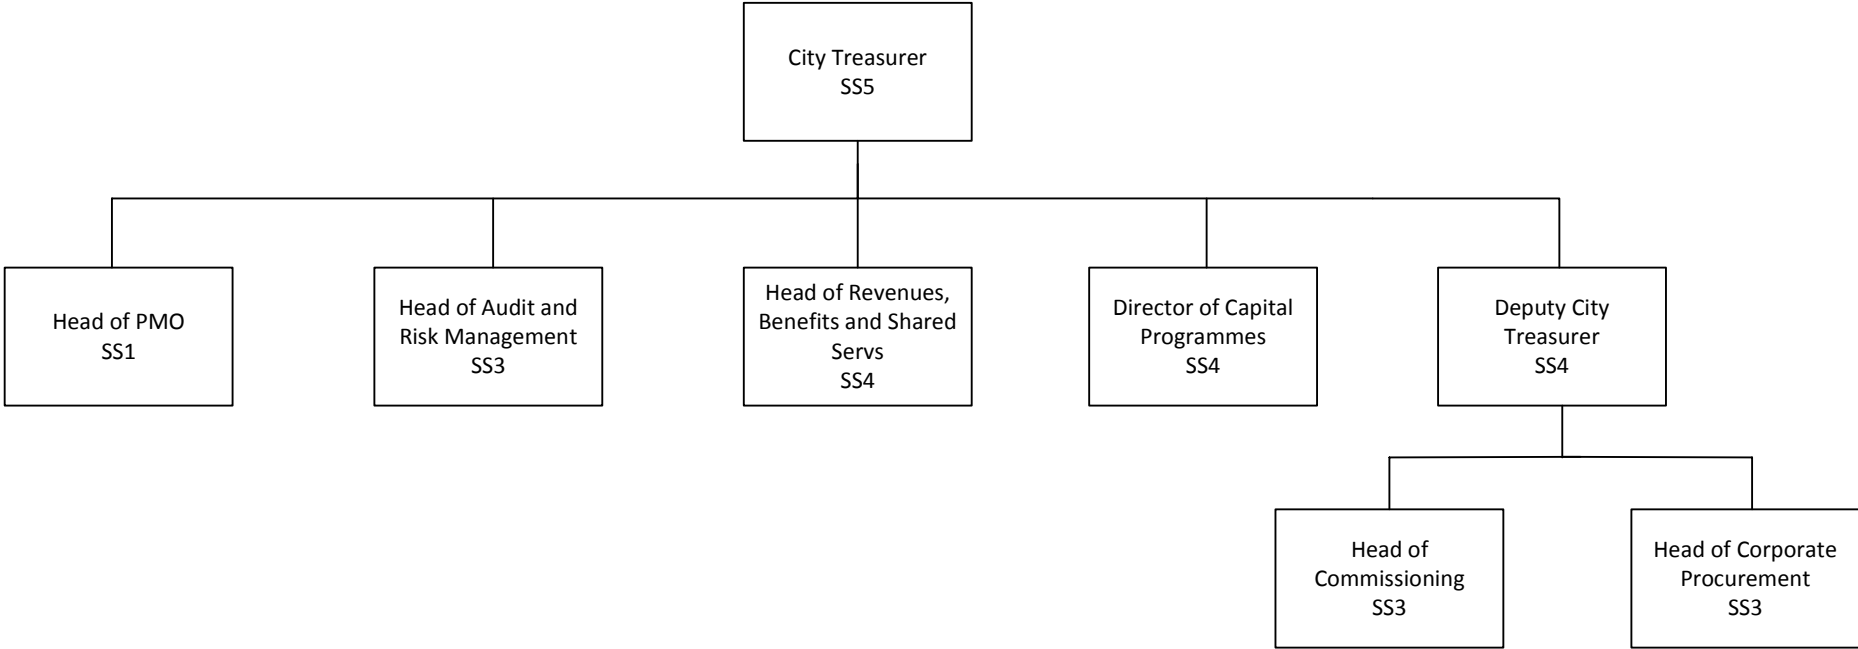 City Treasurer
SS5
Head of PMO
SS1
Head of Audit and
Risk Management
SS3
Head of Revenues,
Benefits and Shared
Servs
SS4
Director of Capital
Programmes
SS4
Deputy City
Treasurer
SS4
Head of
Commissioning
SS3
Head of Corporate
Procurement
SS3